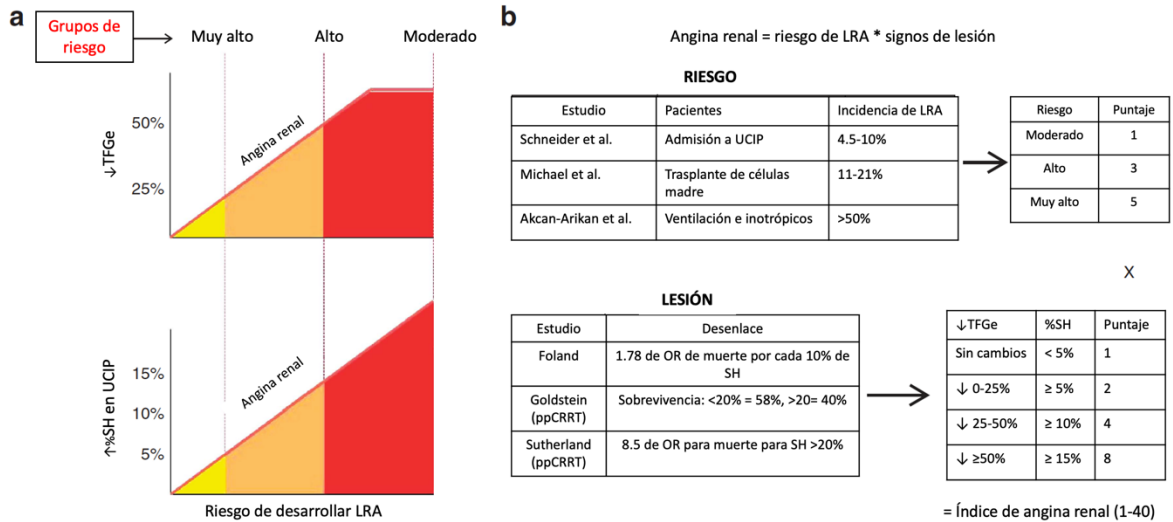 a
Grupos de
riesgo
Muy alto
Alto
Moderado
↓TFGe
50%
25%
Angina renal
↑%SH en UCIP
15%
10%
5%
Angina renal
Riesgo de desarrollar LRA
b
Angina renal = riesgo de LRA * signos de lesión
RIESGO
Estudio Pacientes Incidencia de LRA
Schneider et al. Admisión a UCIP 4.5-10%
Michael et al. Trasplante de células
madre 11-21%
Akcan-Arikan et al. Ventilación e inotrópicos >50%
Riesgo Puntaje
Moderado 1
Alto 3
Muy alto 5
X
LESIÓN
Estudio Desenlace
Foland 1.78 de OR de muerte por cada 10% de
SH
Goldstein
(ppCRRT) Sobrevivencia: <20% = 58%, >20= 40%
Sutherland
(ppCRRT) 8.5 de OR para muerte para SH >20%
↓TFGe %SH Puntaje
Sin cambios < 5% 1
↓ 0-25% ≥ 5% 2
↓ 25-50% ≥ 10% 4
↓ ≥50% ≥ 15% 8
= Índice de angina renal (1-40)